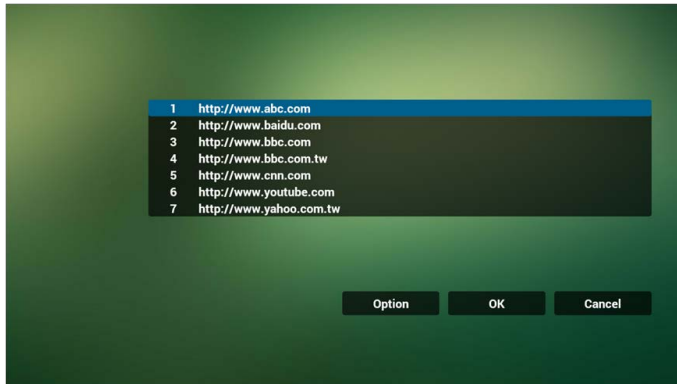 1 http://www.abc.com
2 http://www.baidu.com
3 http://www.bbc.com
4 http://www.bbc.com.tw
5 http://www.cnn.com
6 http://www.youtube.com
7 http://www.yahoo.com.tw
Option OK Cancel